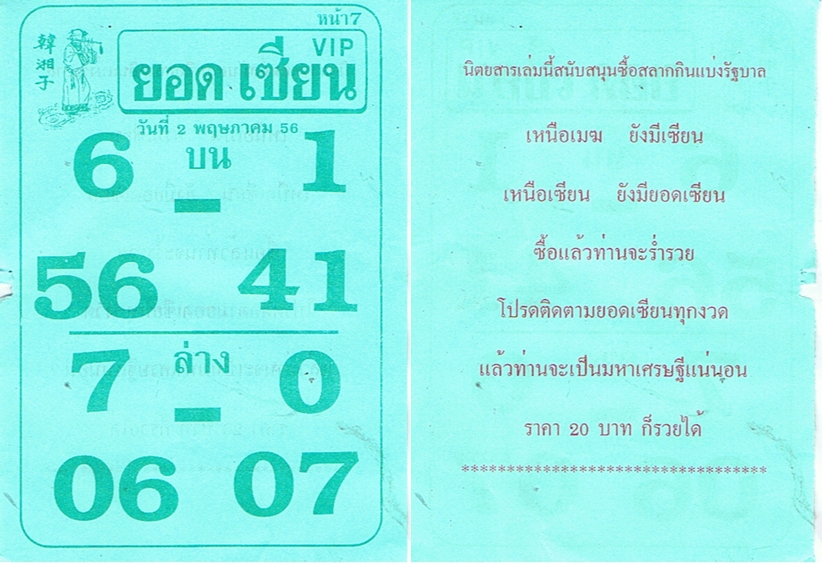 หน้า7
韓湘子
VIP
ยอด เซียน
วันที่ 2 พฤษภาคม 56
บน
6 - 1
56 41
ล่าง
7 - 0
06 07
นิตยสารเล่มนี้สนับสนุนซื้อสลากกินแบ่งรัฐบาล
เหนือเมฆ ยังมีเซียน
เหนือเซียน ยังมียอดเซียน
ซื้อแล้วท่านจะร่ำรวย
โปรดติดตามยอดเซียนทุกงวด
แล้วท่านจะเป็นมหาเศรษฐีแน่นอน
ราคา 20 บาท ก็รวยได้
**********************************